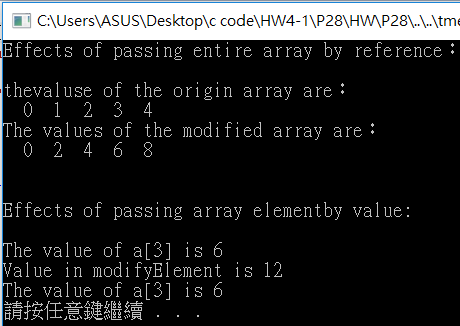 C:\Users\ASUS\Desktop\c code\HW4-1\P28\HW\P28\..\..\tme
Effects of passing entire array by reference：
thevaluse of the origin array are：
0 1 2 3 4
The values of the modified array are：
0 2 4 6 8
Effects of passing array elementby value:
The value of a[3] is 6
Value in modifyElement is 12
The value of a[3] is 6
請按任意鍵繼續 . . .